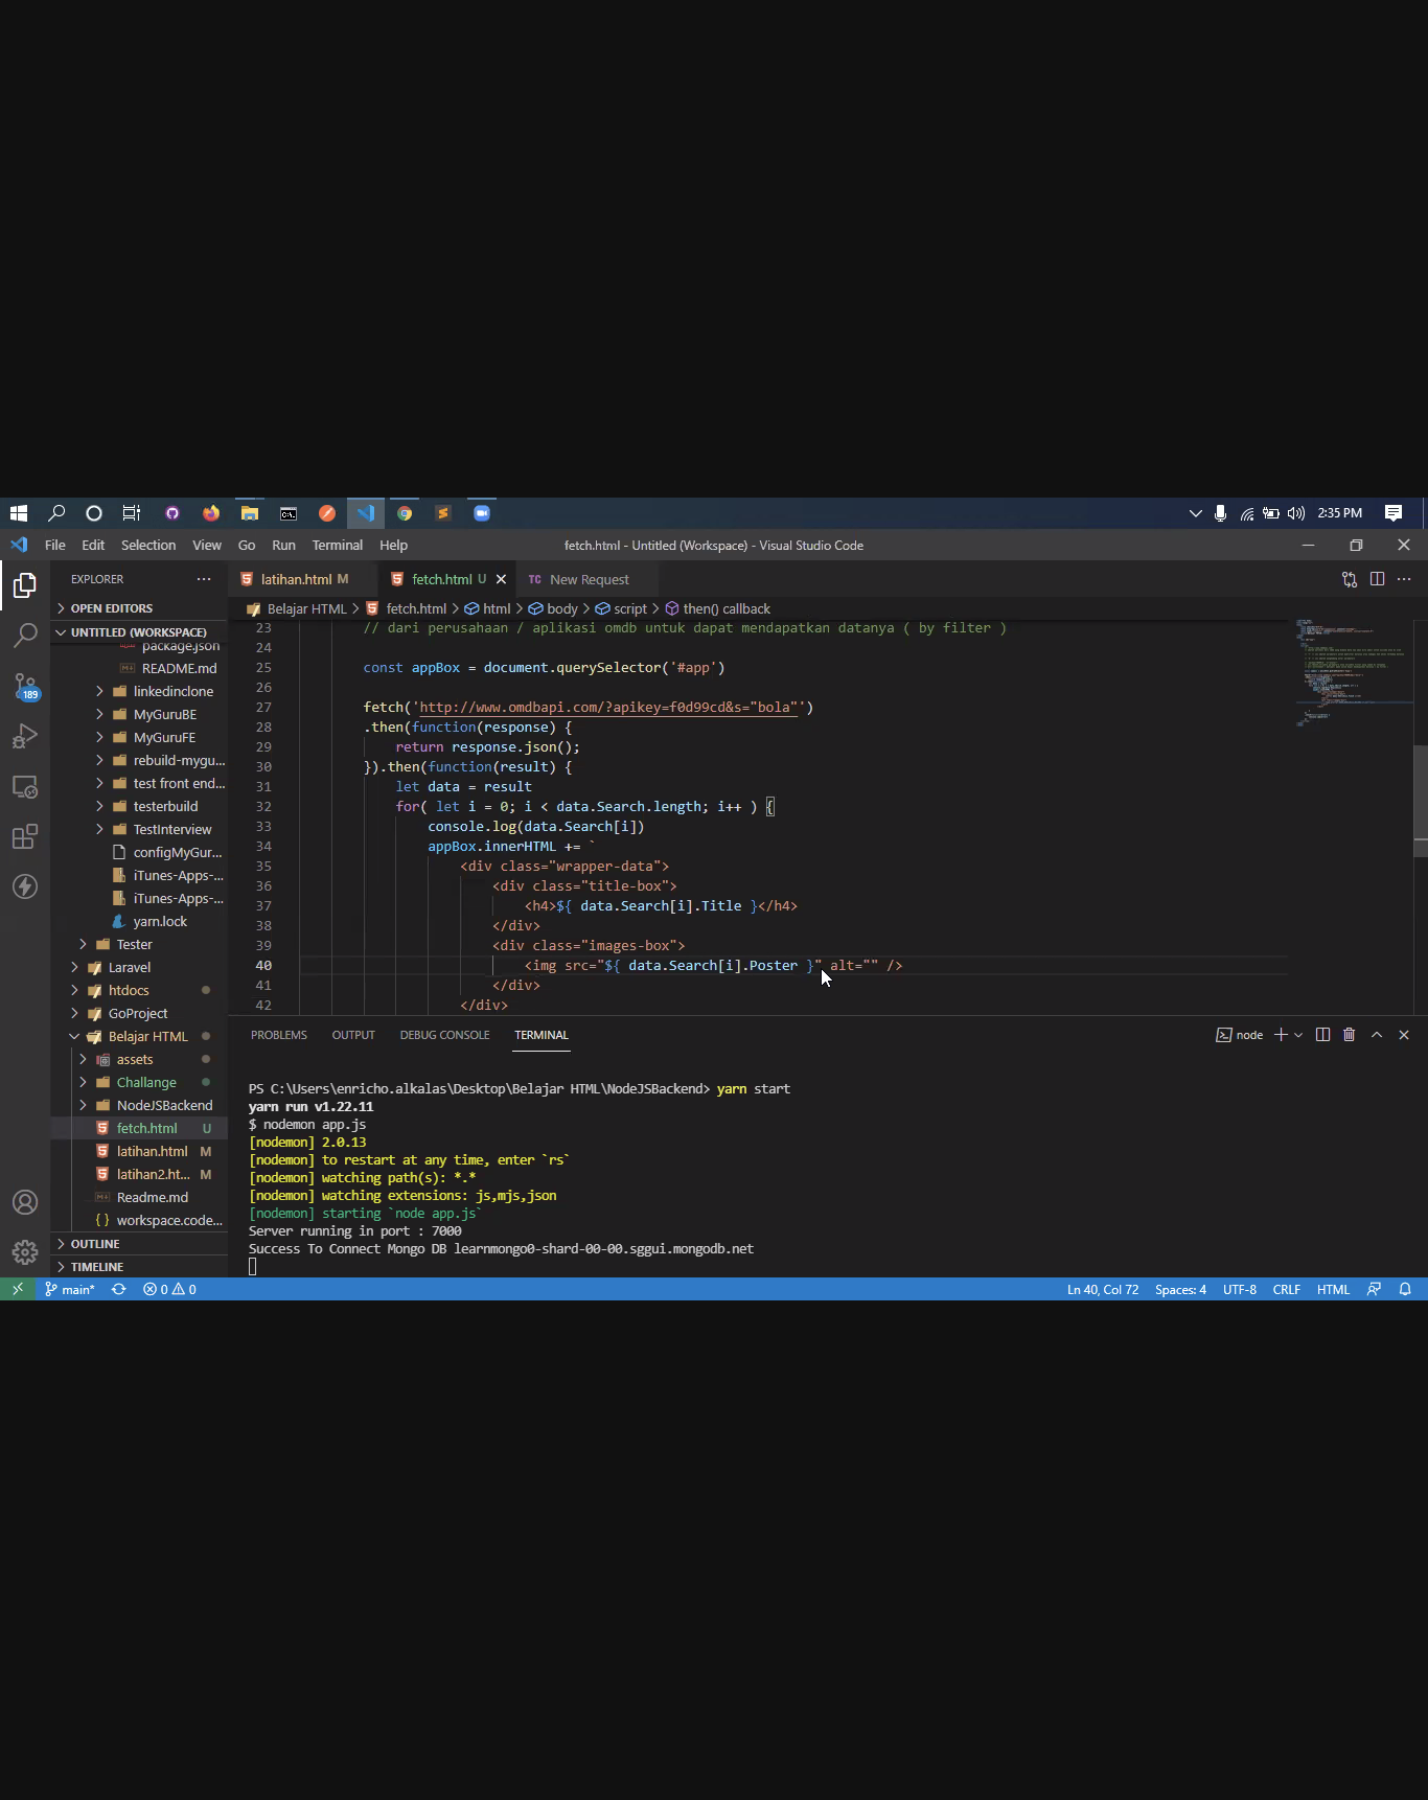 2:35 PM
File Edit Selection View Go Run Terminal Help
fetch.html - Untitled (Workspace) - Visual Studio Code
EXPLORER
OPEN EDITORS
UNTITLED (WORKSPACE)
package.json
README.md
linkedinclone
MyGuruBE
MyGuruFE
rebuild-mygu...
test front end...
testerbuild
TestInterview
configMyGur...
iTunes-Apps-...
iTunes-Apps-...
yarn.lock
Tester
Laravel
htdocs
GoProject
Belajar HTML
assets
Challange
NodeJSBackend
fetch.html U
latihan.html M
latihan2.ht... M
Readme.md
workspace.code...
OUTLINE
TIMELINE
189
latihan.html M
fetch.html U
TC New Request
Belajar HTML > fetch.html > html > body > script > then() callback
23 // dari perusahaan / aplikasi omdb untuk dapat mendapatkan datanya ( by filter )
24
25 const appBox = document.querySelector('#app')
26
27 fetch('http://www.omdbapi.com/?apikey=f0d99cd&s="bola"')
28 .then(function(response) {
29 return response.json();
30 }).then(function(result) {
31 let data = result
32 for( let i = 0; i < data.Search.length; i++ ) {
33 console.log(data.Search[i])
34 appBox.innerHTML += `
35 <div class="wrapper-data">
36 <div class="title-box">
37 <h4>${ data.Search[i].Title }</h4>
38 </div>
39 <div class="images-box">
40 <img src="${ data.Search[i].Poster }" alt="" />
41 </div>
42 </div>
PROBLEMS OUTPUT DEBUG CONSOLE TERMINAL
node
PS C:\Users\enricho.alkalas\Desktop\Belajar HTML\NodeJSBackend> yarn start
yarn run v1.22.11
$ nodemon app.js
[nodemon] 2.0.13
[nodemon] to restart at any time, enter `rs`
[nodemon] watching path(s): *.*
[nodemon] watching extensions: js,mjs,json
[nodemon] starting `node app.js`
Server running in port : 7000
Success To Connect Mongo DB learnmongo0-shard-00-00.sggui.mongodb.net
main* 0 0
Ln 40, Col 72 Spaces: 4 UTF-8 CRLF HTML